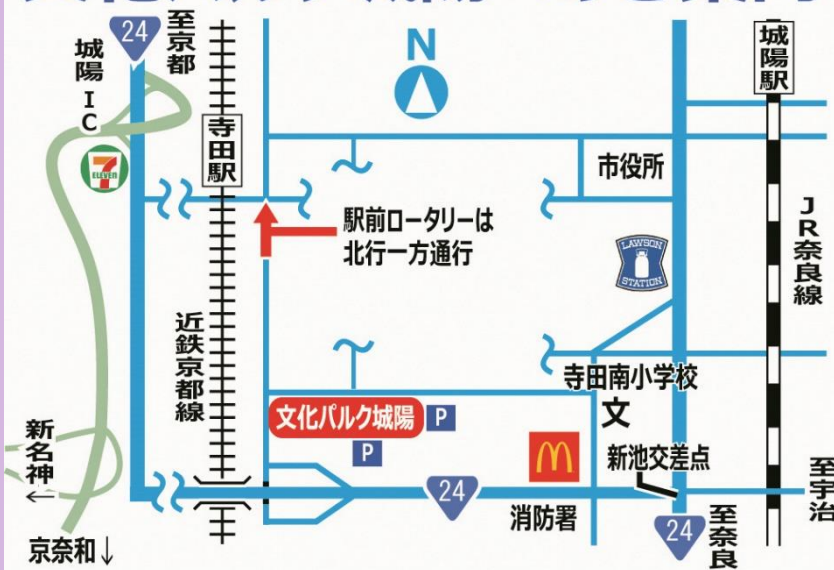 24
至京都
城陽IC
7
ELEVEN
寺田駅
N
城陽駅
市役所
駅前ロータリーは
北行一方通行
LAWSON
STATION
JR奈良線
近鉄京都線
寺田南小学校
文
文化パルク城陽
P
P
新名神
←
京奈和↓
24
消防署
新池交差点
24
至奈良
至宇治